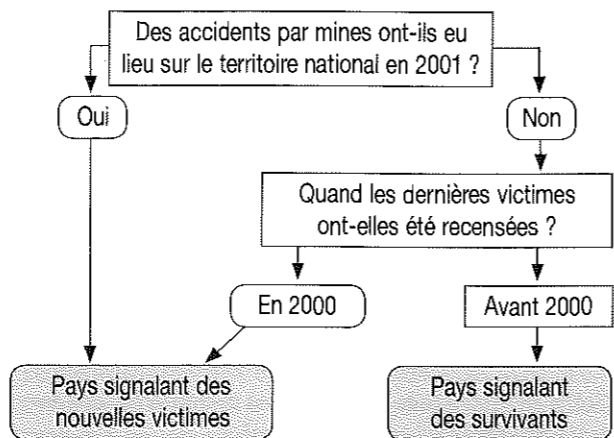 Des accidents par mines ont-ils eu
lieu sur le territoire national en 2001 ?
Oui
Non
Quand les dernières victimes
ont-elles été recensées ?
En 2000
Avant 2000
Pays signalant des
nouvelles victimes
Pays signalant
des survivants